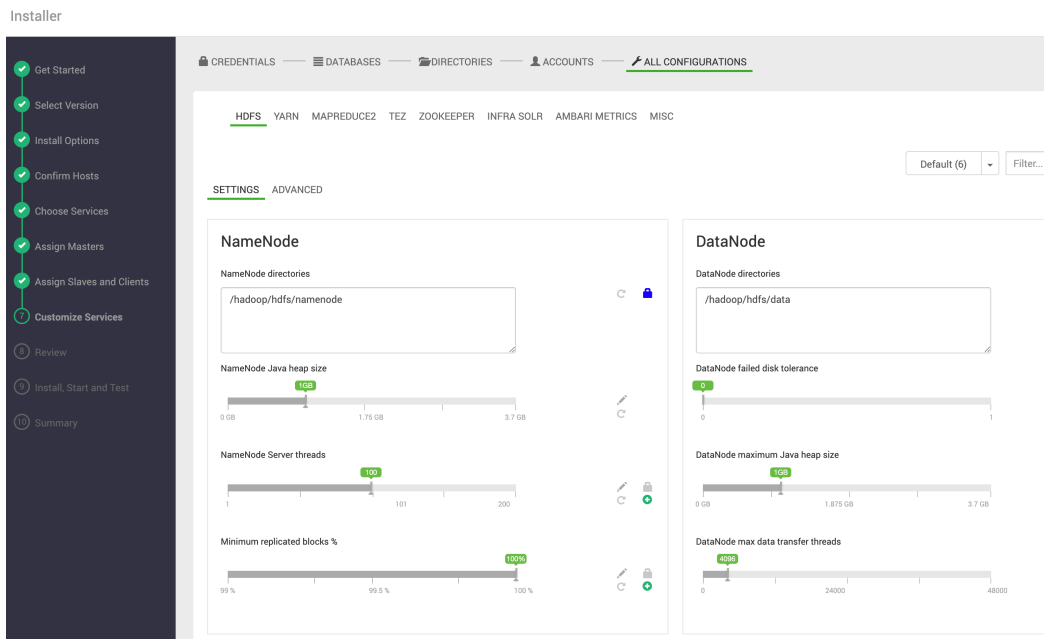 Installer
Get Started
Select Version
Install Options
Confirm Hosts
Choose Services
Assign Masters
Assign Slaves and Clients
7 Customize Services
8 Review
9 Install, Start and Test
10 Summary
CREDENTIALS DATABASES DIRECTORIES ACCOUNTS ALL CONFIGURATIONS
HDFS YARN MAPREDUCE2 TEZ ZOOKEEPER INFRA SOLR AMBARI METRICS MISC
Default (6) Filter...
SETTINGS ADVANCED
NameNode
NameNode directories
/hadoop/hdfs/namenode
NameNode Java heap size
1GB
0 GB 1.75 GB 3.7 GB
NameNode Server threads
100
1 101 200
Minimum replicated blocks %
100%
99 % 99.5 % 100 %
DataNode
DataNode directories
/hadoop/hdfs/data
DataNode failed disk tolerance
0
0 1
DataNode maximum Java heap size
1GB
0 GB 1.875 GB 3.7 GB
DataNode max data transfer threads
4096
0 24000 48000